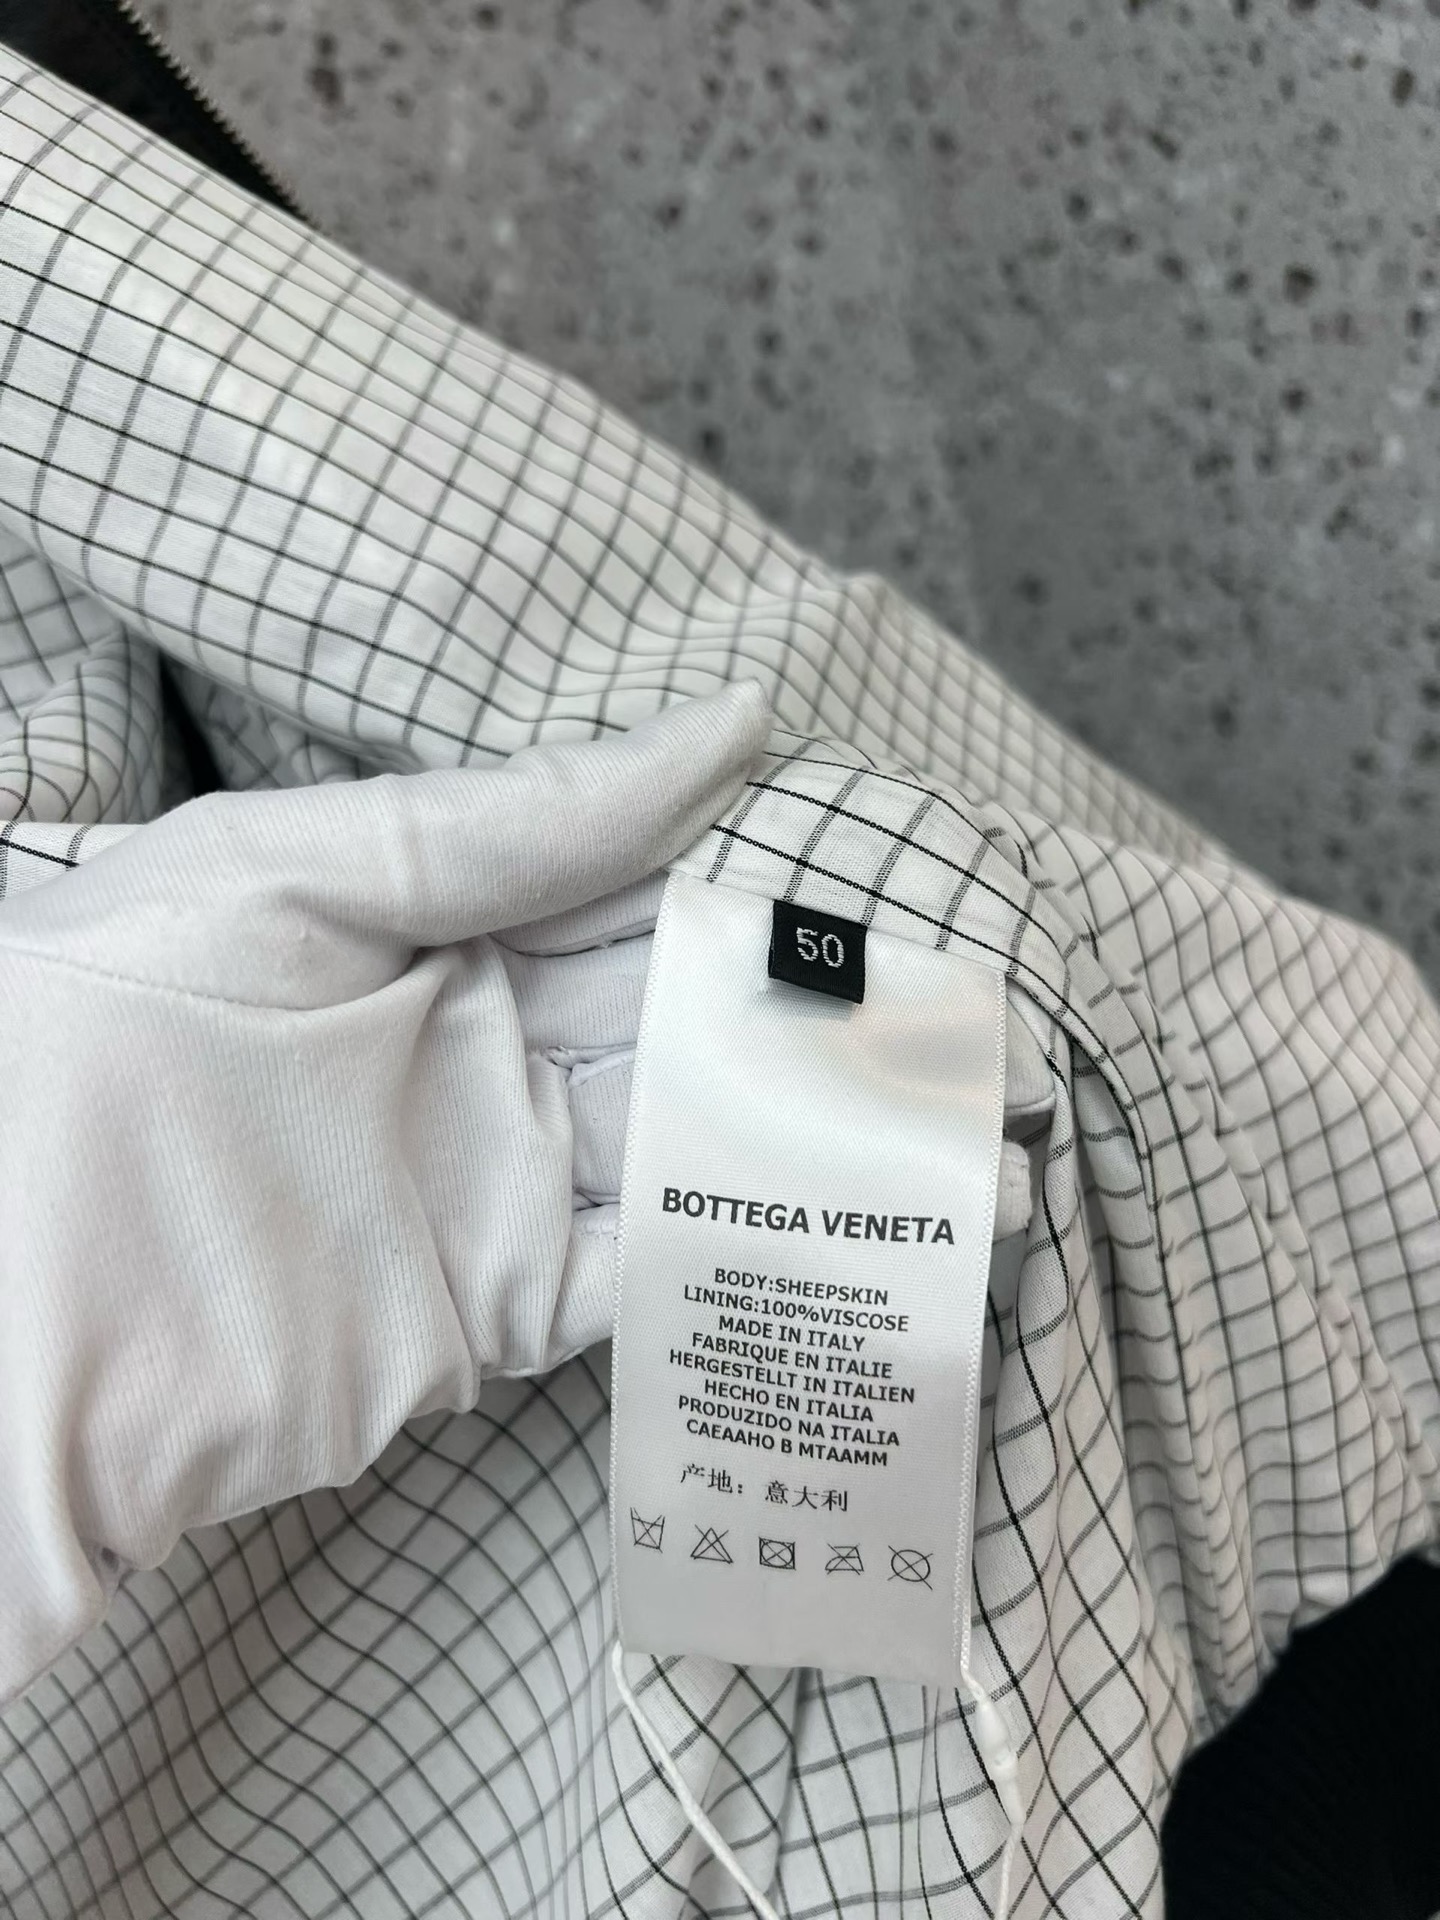 50
BOTTEGA VENETA
BODY:SHEEPSKIN
LINING:100%VISCOSE
MADE IN ITALY
FABRIQUE EN ITALIE
HERGESTELLT IN ITALIEN
HECHO EN ITALIA
PRODUZIDO NA ITALIA
CAEAAHO B MTAAMM
产地：意大利